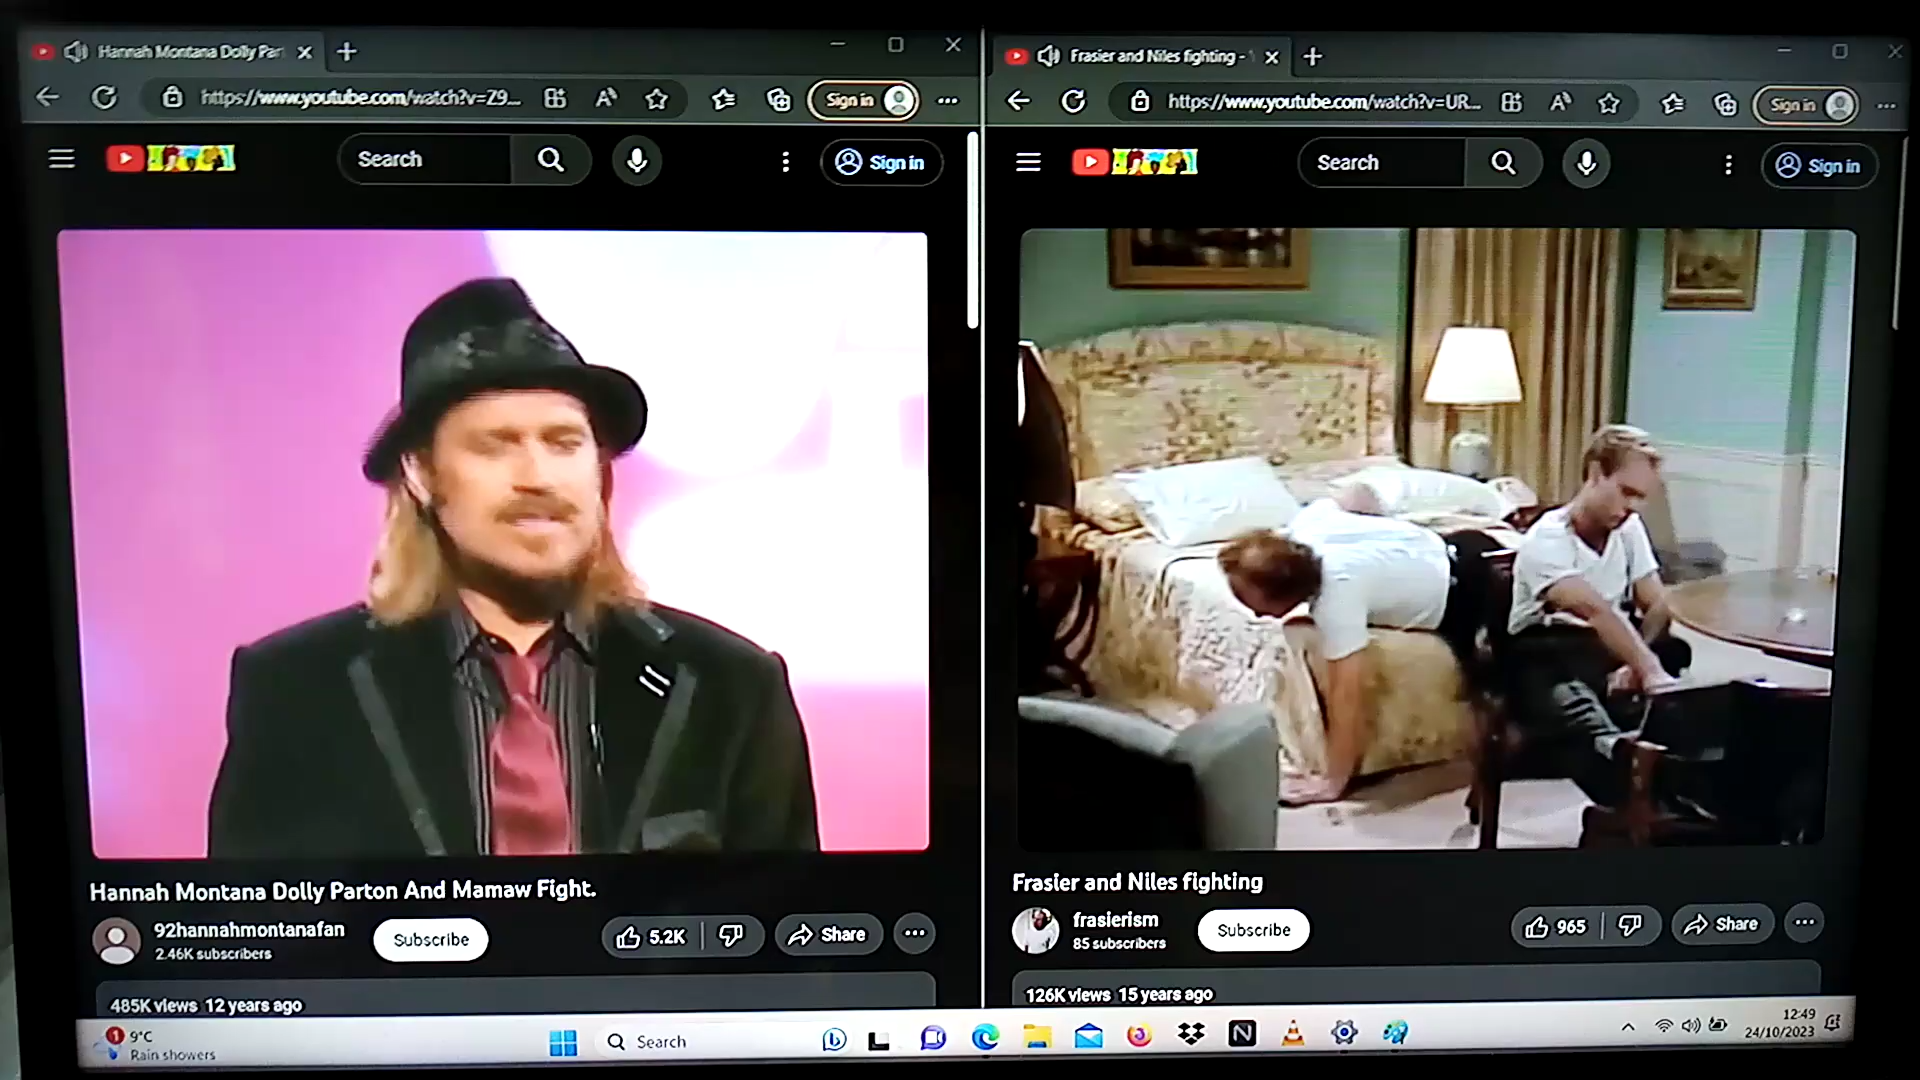 Hannah Montana Dolly Par
https://www.youtube.com/watch?v=Z9...
Sign in
Search
Sign in
Hannah Montana Dolly Parton And Mamaw Fight.
92hannahmontanafan
2.46K subscribers
Subscribe
5.2K
Share
485K views 12 years ago
Frasier and Niles fighting -
https://www.youtube.com/watch?v=UR...
Sign in
Search
Sign in
Frasier and Niles fighting
frasierism
85 subscribers
Subscribe
965
Share
126K views 15 years ago
1
9°C
Rain showers
Search
12:49
24/10/2023